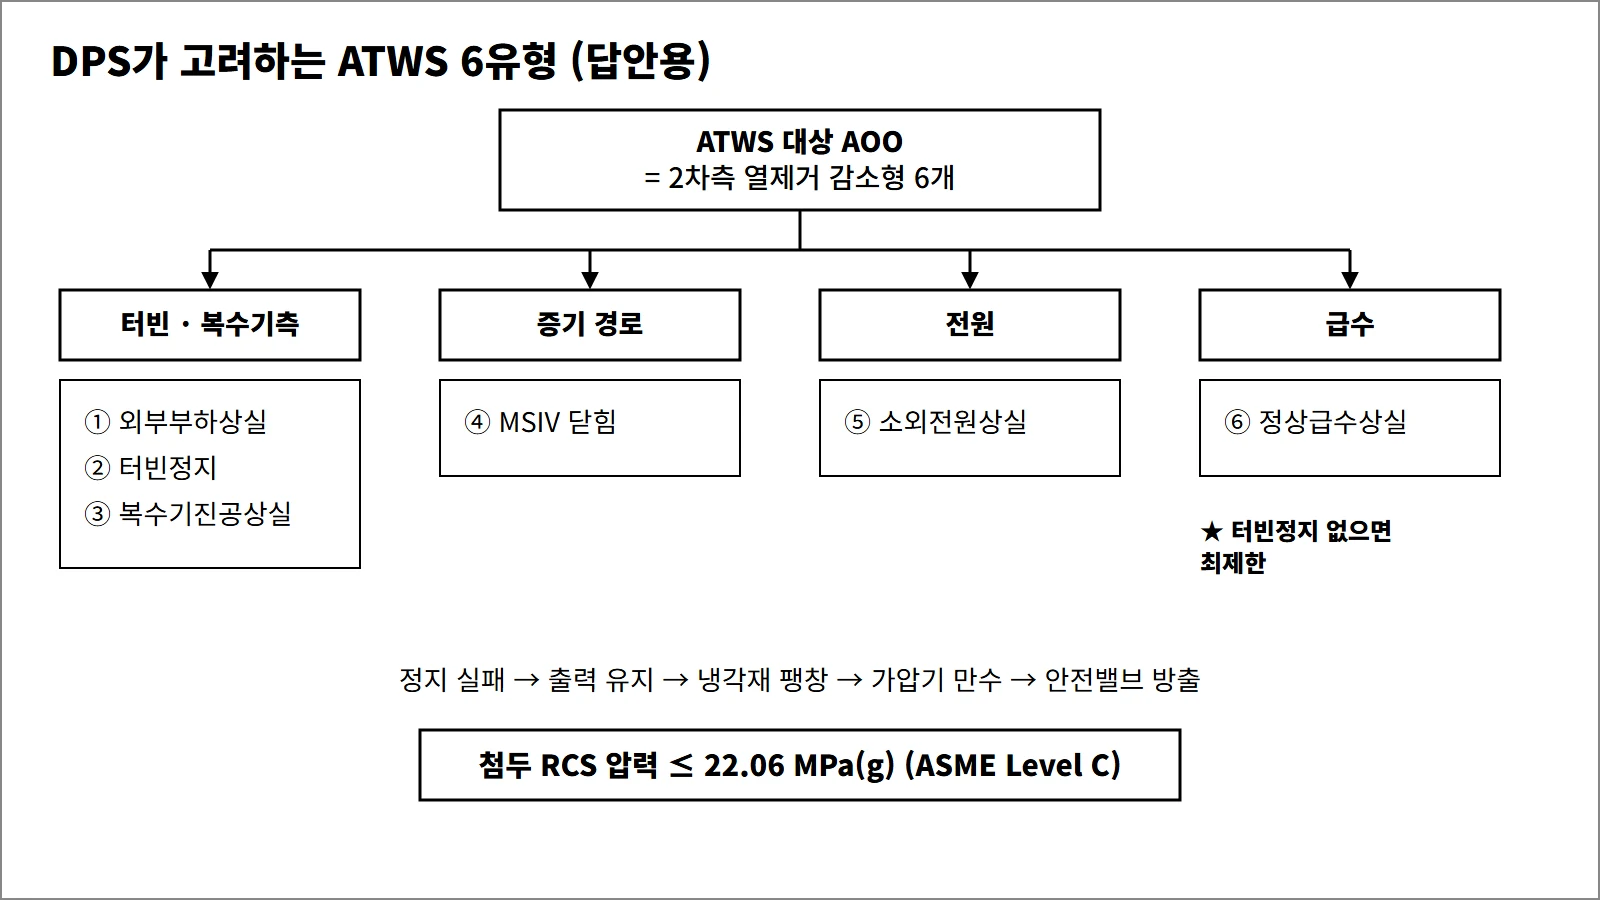 DPS가 고려하는 ATWS 6유형 (답안용)
ATWS 대상 AOO
= 2차측 열제거 감소형 6개
터빈 · 복수기측
증기 경로
전원
급수
① 외부부하상실
② 터빈정지
③ 복수기진공상실
④ MSIV 닫힘
⑤ 소외전원상실
⑥ 정상급수상실
★ 터빈정지 없으면
최제한
정지 실패 → 출력 유지 → 냉각재 팽창 → 가압기 만수 → 안전밸브 방출
첨두 RCS 압력 ≤ 22.06 MPa(g) (ASME Level C)